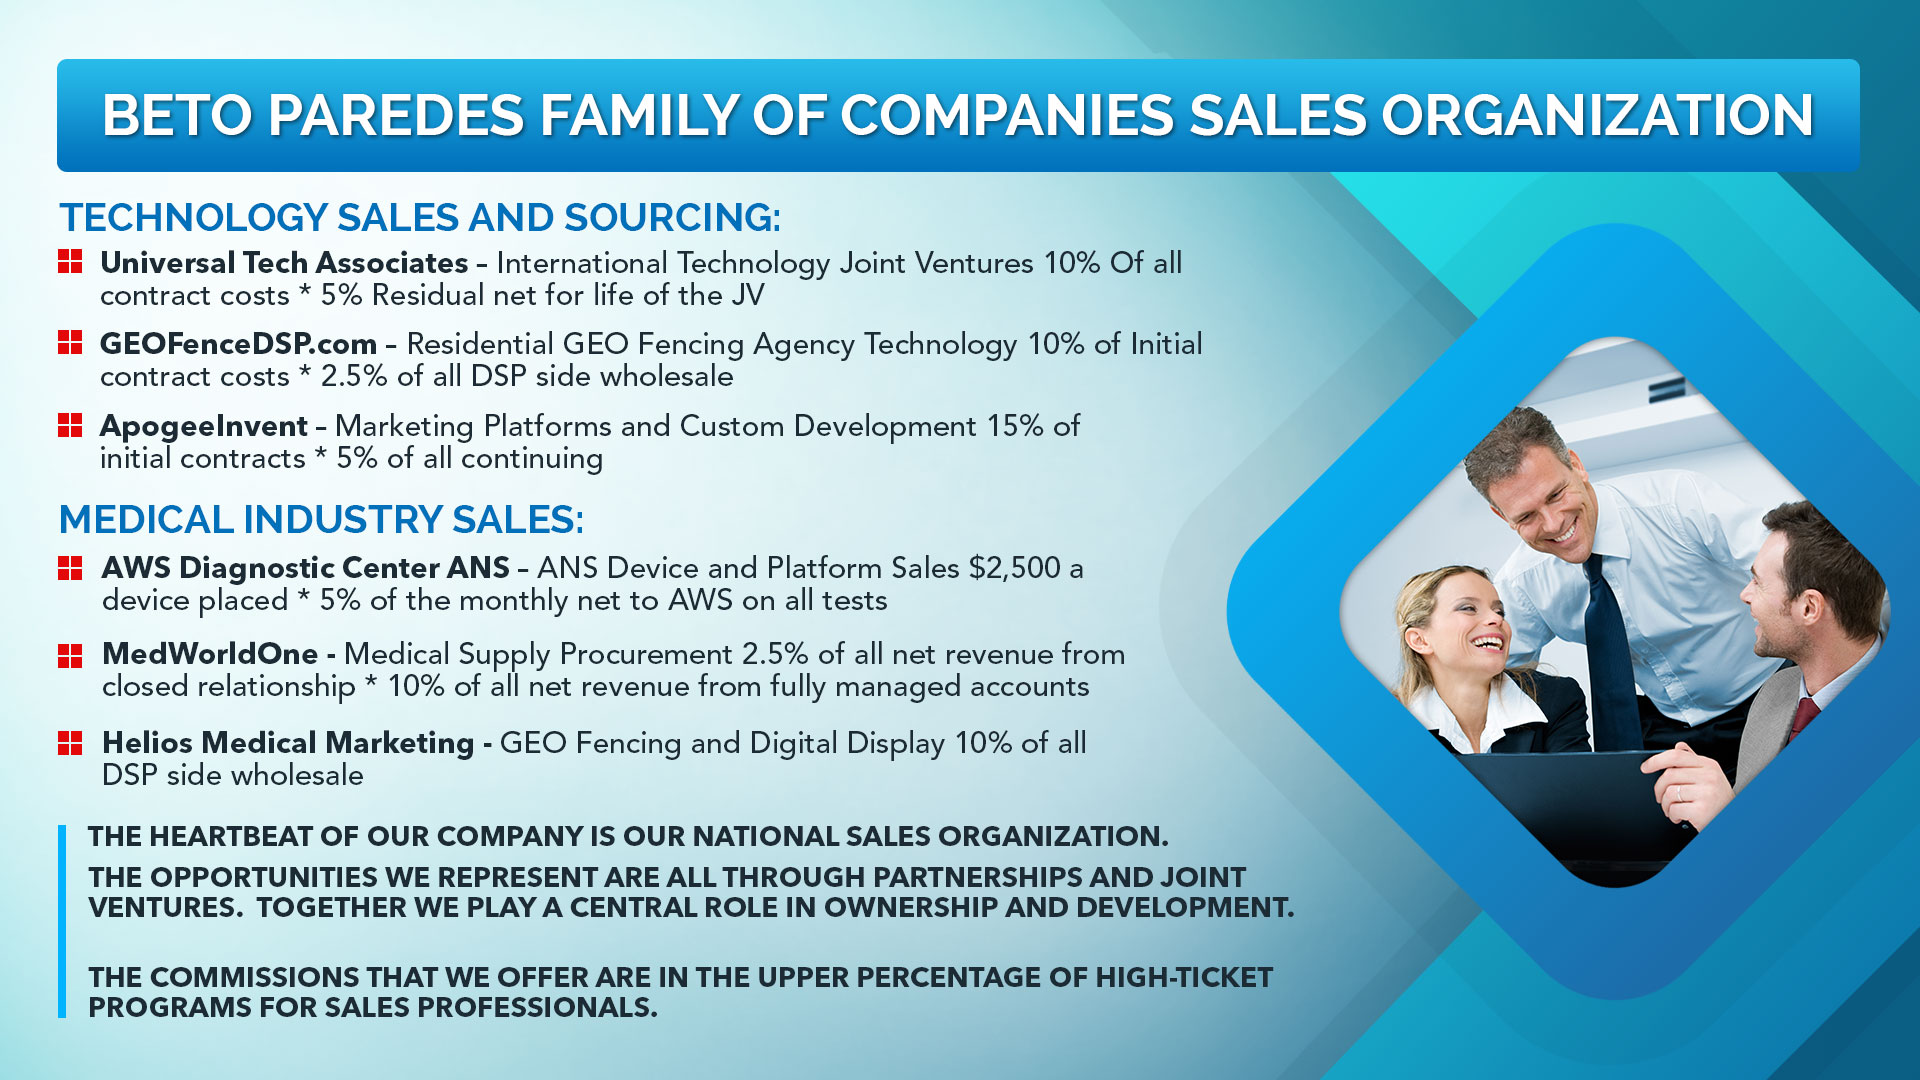 BETO PAREDES FAMILY OF COMPANIES SALES ORGANIZATION
TECHNOLOGY SALES AND SOURCING:
Universal Tech Associates – International Technology Joint Ventures 10% Of all
contract costs * 5% Residual net for life of the JV
GEOFenceDSP.com – Residential GEO Fencing Agency Technology 10% of Initial
contract costs * 2.5% of all DSP side wholesale
ApogeeInvent – Marketing Platforms and Custom Development 15% of
initial contracts * 5% of all continuing
MEDICAL INDUSTRY SALES:
AWS Diagnostic Center ANS – ANS Device and Platform Sales $2,500 a
device placed * 5% of the monthly net to AWS on all tests
MedWorldOne - Medical Supply Procurement 2.5% of all net revenue from
closed relationship * 10% of all net revenue from fully managed accounts
Helios Medical Marketing - GEO Fencing and Digital Display 10% of all
DSP side wholesale
THE HEARTBEAT OF OUR COMPANY IS OUR NATIONAL SALES ORGANIZATION.
THE OPPORTUNITIES WE REPRESENT ARE ALL THROUGH PARTNERSHIPS AND JOINT
VENTURES.  TOGETHER WE PLAY A CENTRAL ROLE IN OWNERSHIP AND DEVELOPMENT.
THE COMMISSIONS THAT WE OFFER ARE IN THE UPPER PERCENTAGE OF HIGH-TICKET
PROGRAMS FOR SALES PROFESSIONALS.